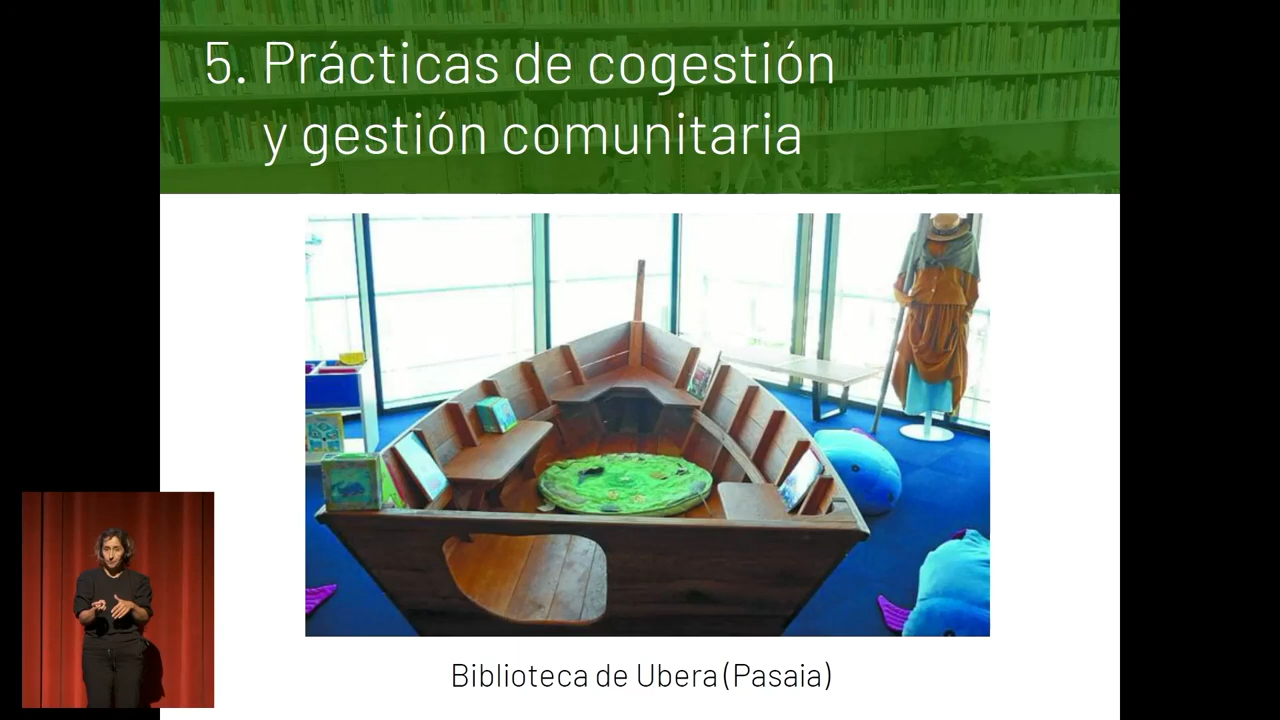 5. Prácticas de cogestión
y gestión comunitaria
Biblioteca de Ubera (Pasaia)